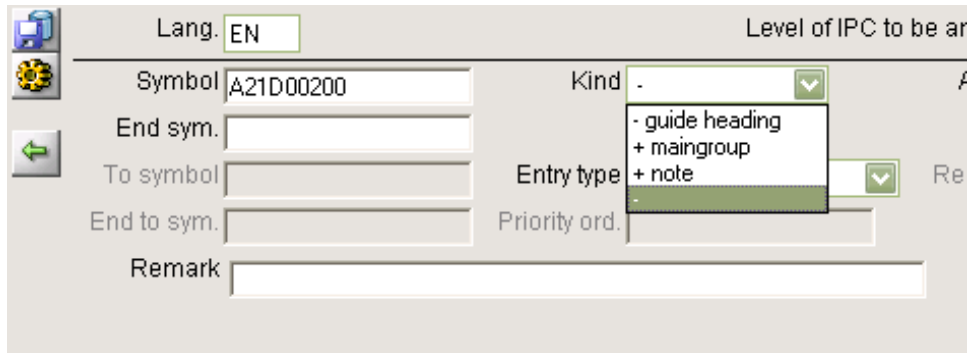 Lang. EN Level of IPC to be
Symbol A21D00200 Kind -
- guide heading
+ maingroup
+ note
-
End sym.
To symbol Entry type Re
End to sym. Priority ord.
Remark